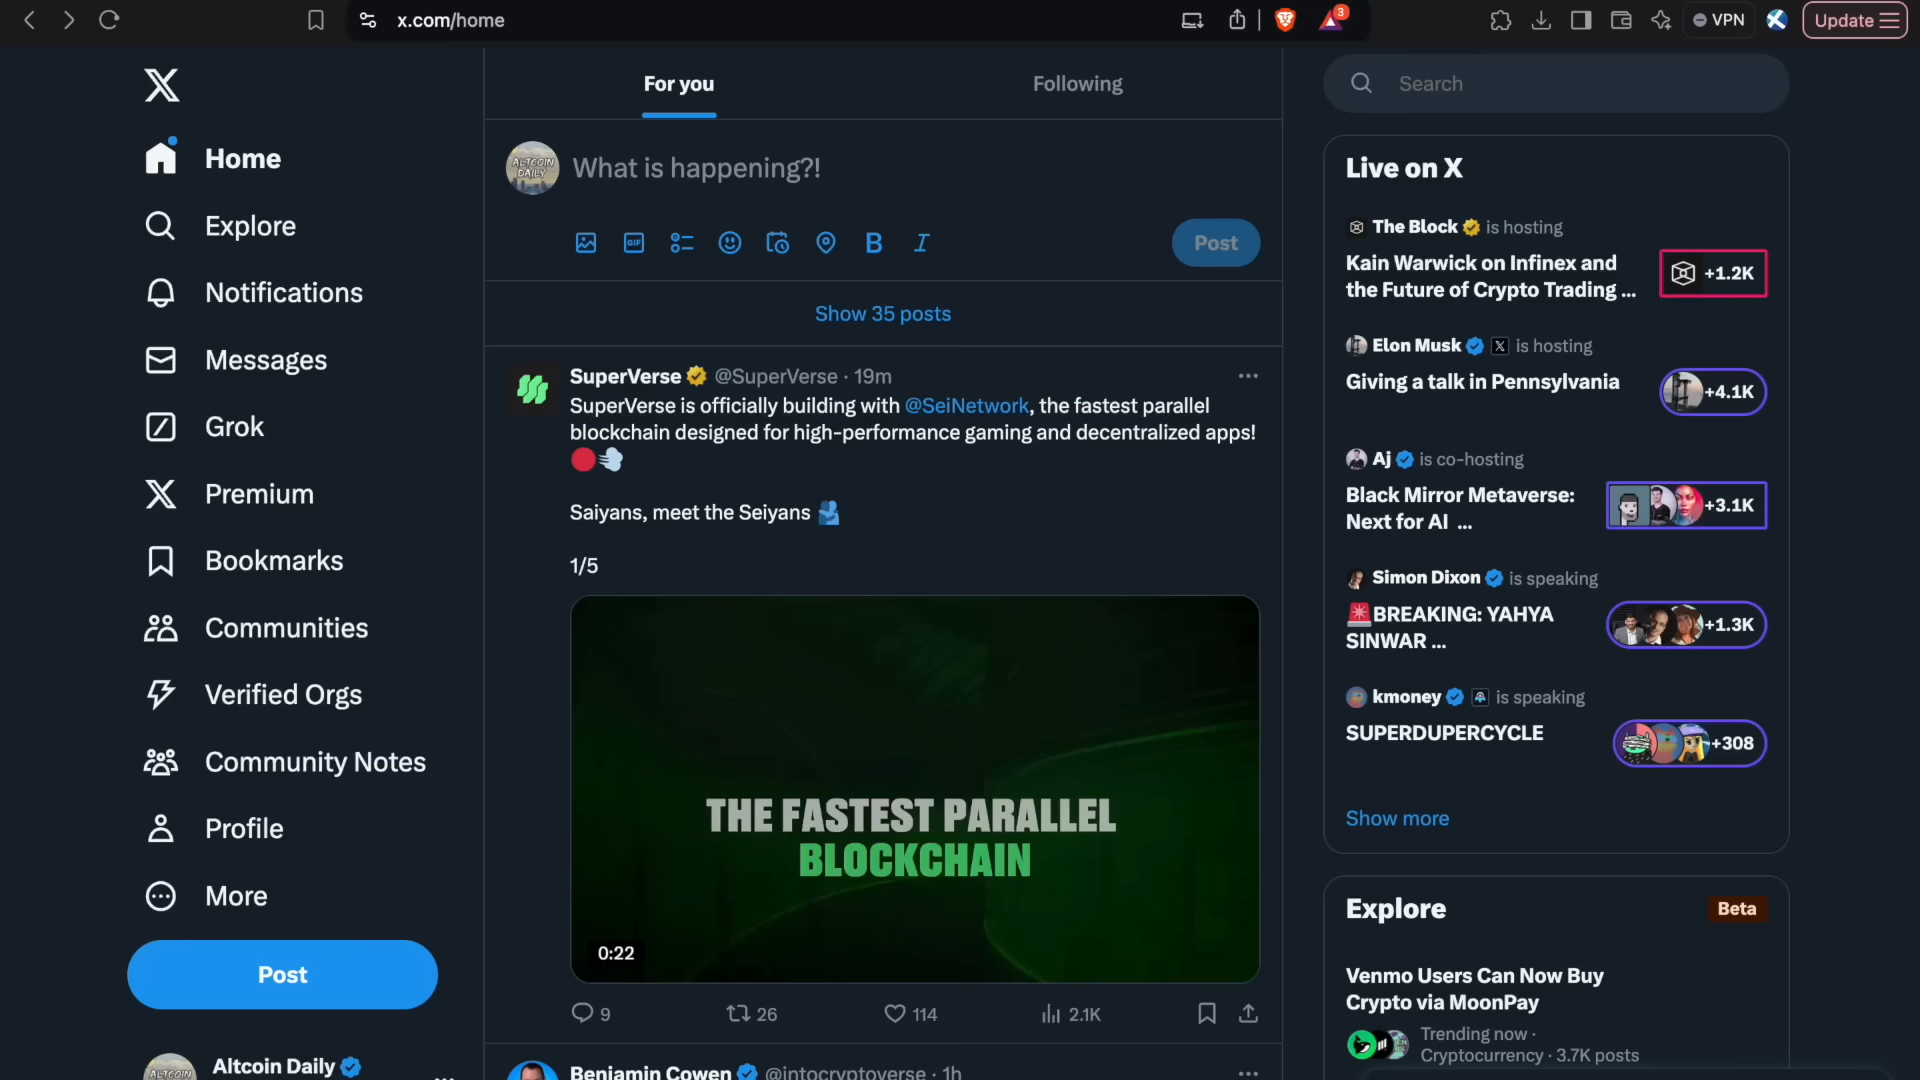 x.com/home
3
VPN
Update
For you
Following
Search
Home
Explore
Notifications
Messages
Grok
Premium
Bookmarks
Communities
Verified Orgs
Community Notes
Profile
More
Post
Altcoin Daily
ALTCOIN
ALTCOIN
DAILY
What is happening?!
GIF
B
I
Post
Show 35 posts
SuperVerse @SuperVerse · 19m
SuperVerse is officially building with @SeiNetwork, the fastest parallel
blockchain designed for high-performance gaming and decentralized apps!
Saiyans, meet the Seiyans
1/5
THE FASTEST PARALLEL
BLOCKCHAIN
0:22
9
26
114
2.1K
Benjamin Cowen @intocryptoverse · 1h
Live on X
The Block is hosting
Kain Warwick on Infinex and
the Future of Crypto Trading ...
+1.2K
Elon Musk is hosting
Giving a talk in Pennsylvania
+4.1K
Aj is co-hosting
Black Mirror Metaverse:
Next for AI ...
+3.1K
Simon Dixon is speaking
BREAKING: YAHYA
SINWAR ...
+1.3K
kmoney is speaking
SUPERDUPERCYCLE
+308
Show more
Explore
Beta
Venmo Users Can Now Buy
Crypto via MoonPay
Trending now ·
Cryptocurrency · 3.7K posts